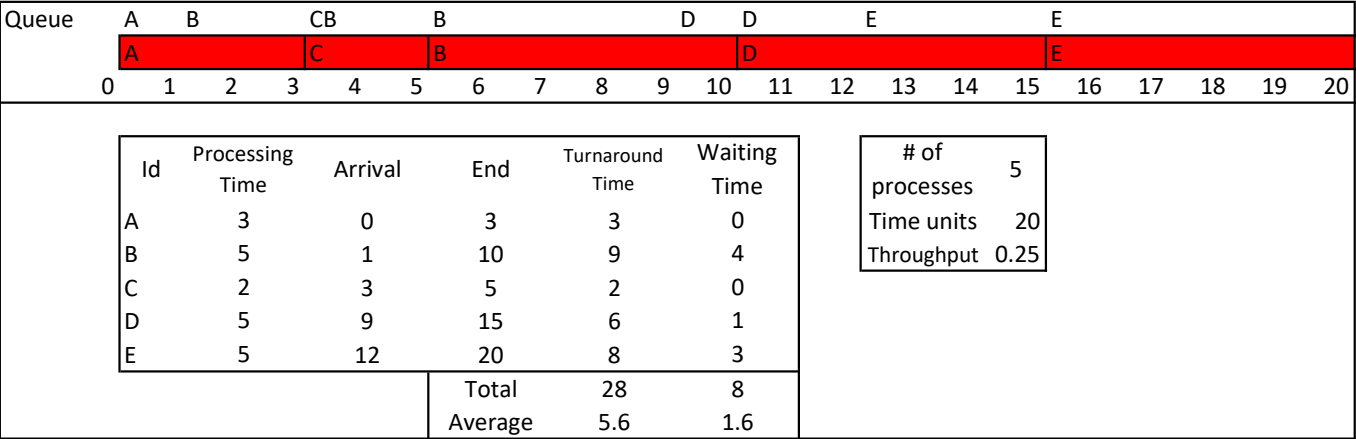 Queue A B CB B D D E E
A C B D E
0 1 2 3 4 5 6 7 8 9 10 11 12 13 14 15 16 17 18 19 20
Id Processing Time Arrival End Turnaround Time Waiting Time
A 3 0 3 3 0
B 5 1 10 9 4
C 2 3 5 2 0
D 5 9 15 6 1
E 5 12 20 8 3
Total 28 8
Average 5.6 1.6
# of processes 5
Time units 20
Throughput 0.25